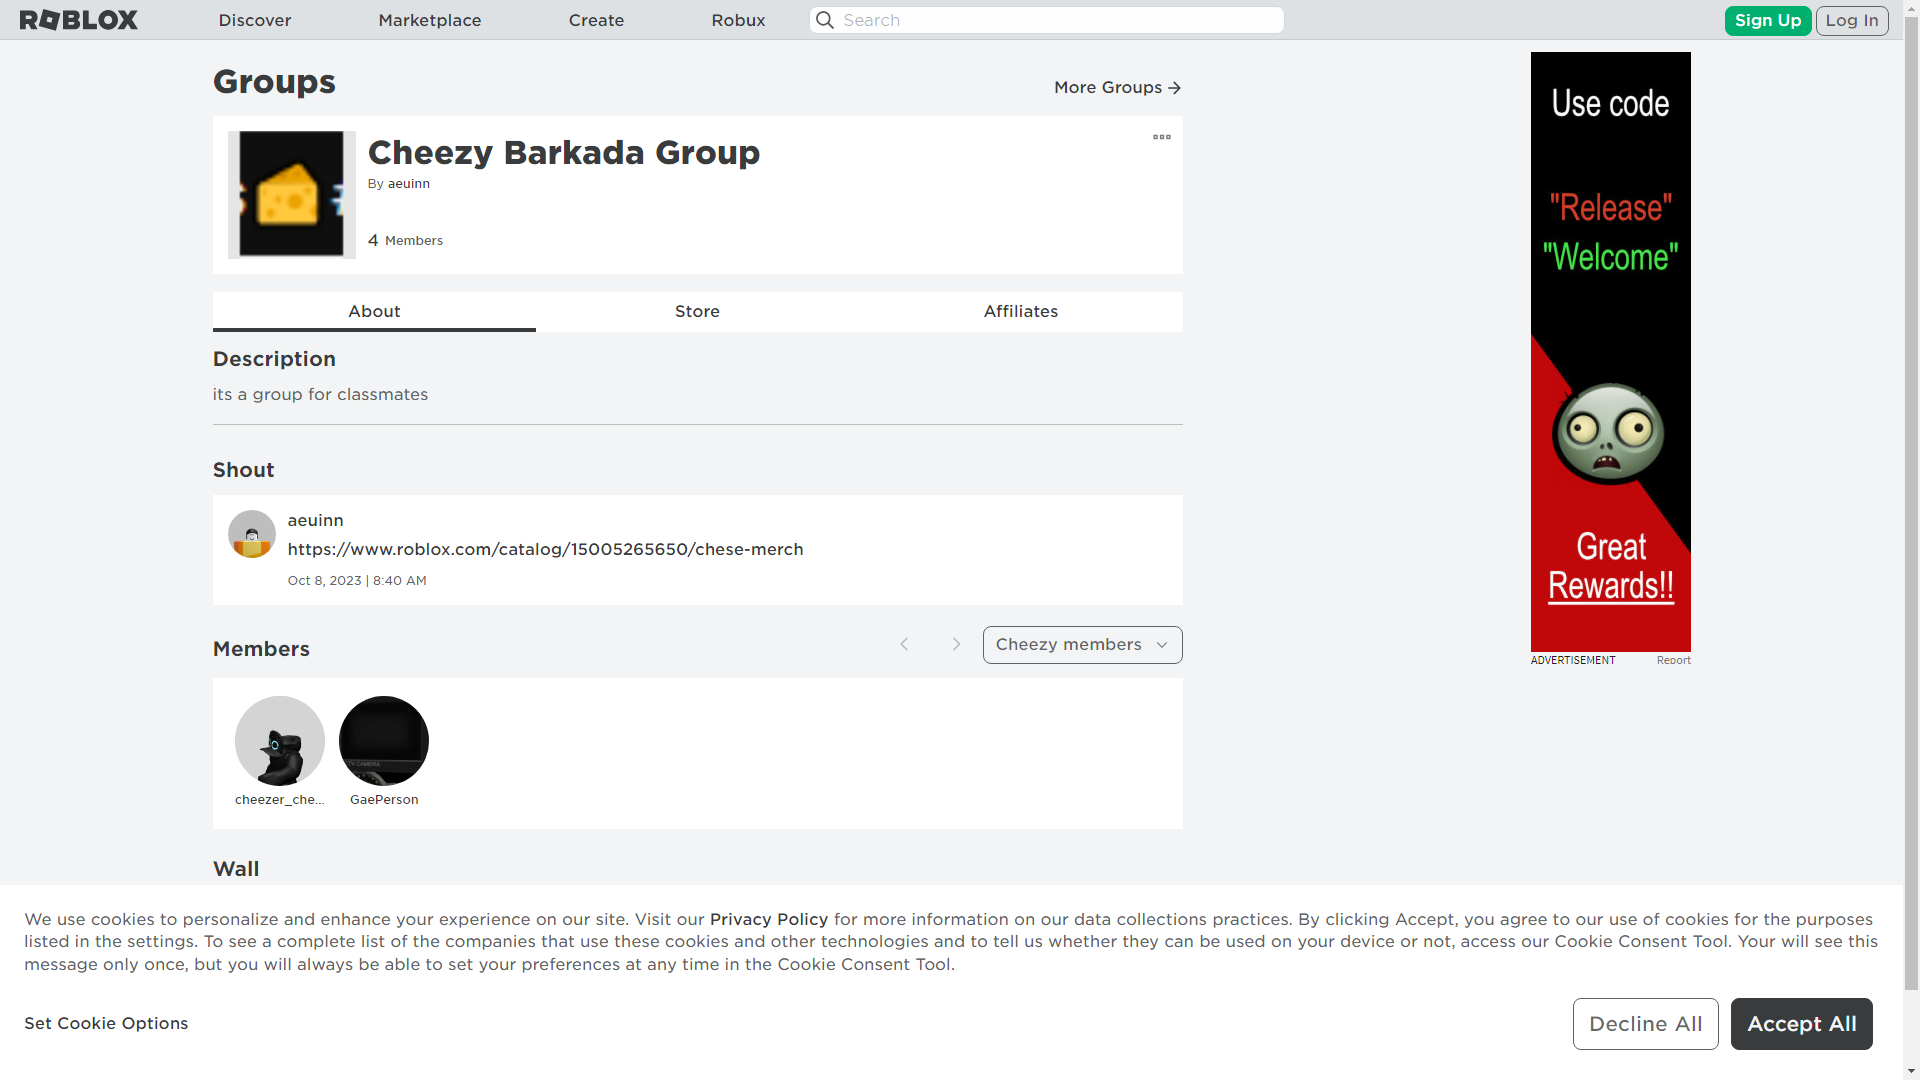 ROBLOX
Discover
Marketplace
Create
Robux
Search
Sign Up
Log In
Groups
More Groups
Cheezy Barkada Group
By aeuinn
4 Members
About
Store
Affiliates
Description
its a group for classmates
Shout
aeuinn
https://www.roblox.com/catalog/15005265650/chese-merch
Oct 8, 2023 | 8:40 AM
Members
Cheezy members
cheezer_che...
GaePerson
Wall
Use code
"Release"
"Welcome"
Great
Rewards!!
ADVERTISEMENT
Report
We use cookies to personalize and enhance your experience on our site. Visit our Privacy Policy for more information on our data collections practices. By clicking Accept, you agree to our use of cookies for the purposes
listed in the settings. To see a complete list of the companies that use these cookies and other technologies and to tell us whether they can be used on your device or not, access our Cookie Consent Tool. Your will see this
message only once, but you will always be able to set your preferences at any time in the Cookie Consent Tool.
Set Cookie Options
Decline All
Accept All